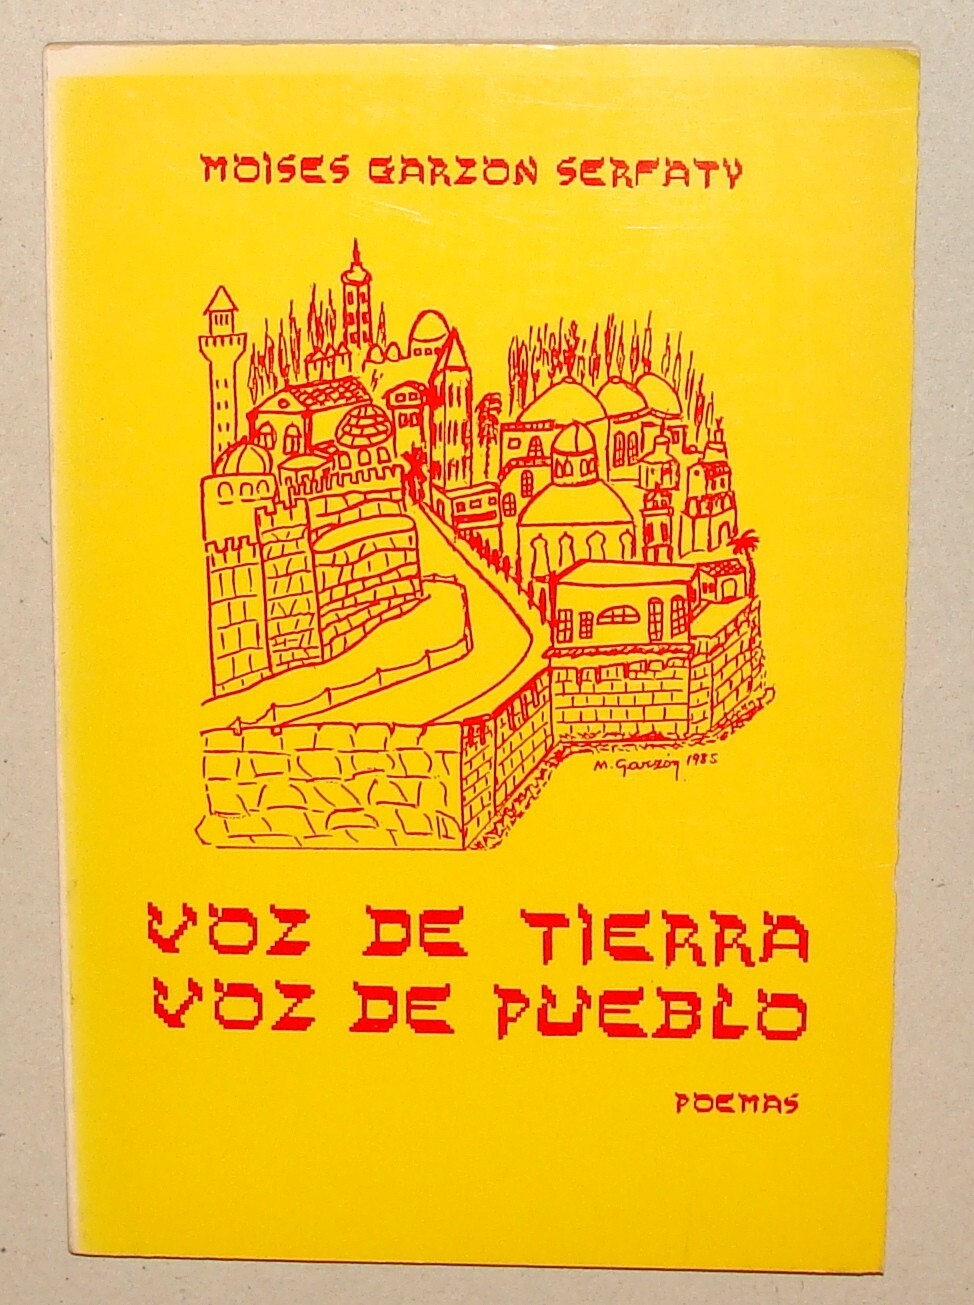 MOISES GARZON SERFATY
M. Garzón 1985
VOZ DE TIERRA
VOZ DE PUEBLO
POEMAS